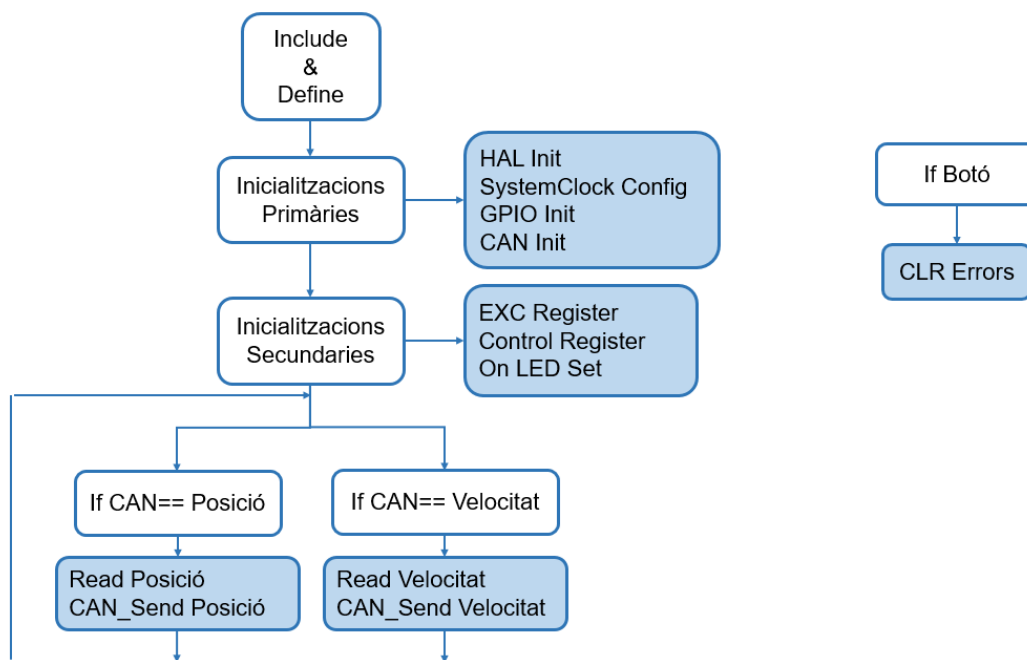 Include
&
Define
Inicialitzacions
Primàries
HAL Init
SystemClock Config
GPIO Init
CAN Init
If Botó
CLR Errors
Inicialitzacions
Secundaries
EXC Register
Control Register
On LED Set
If CAN== Posició
If CAN== Velocitat
Read Posició
CAN_Send Posició
Read Velocitat
CAN_Send Velocitat